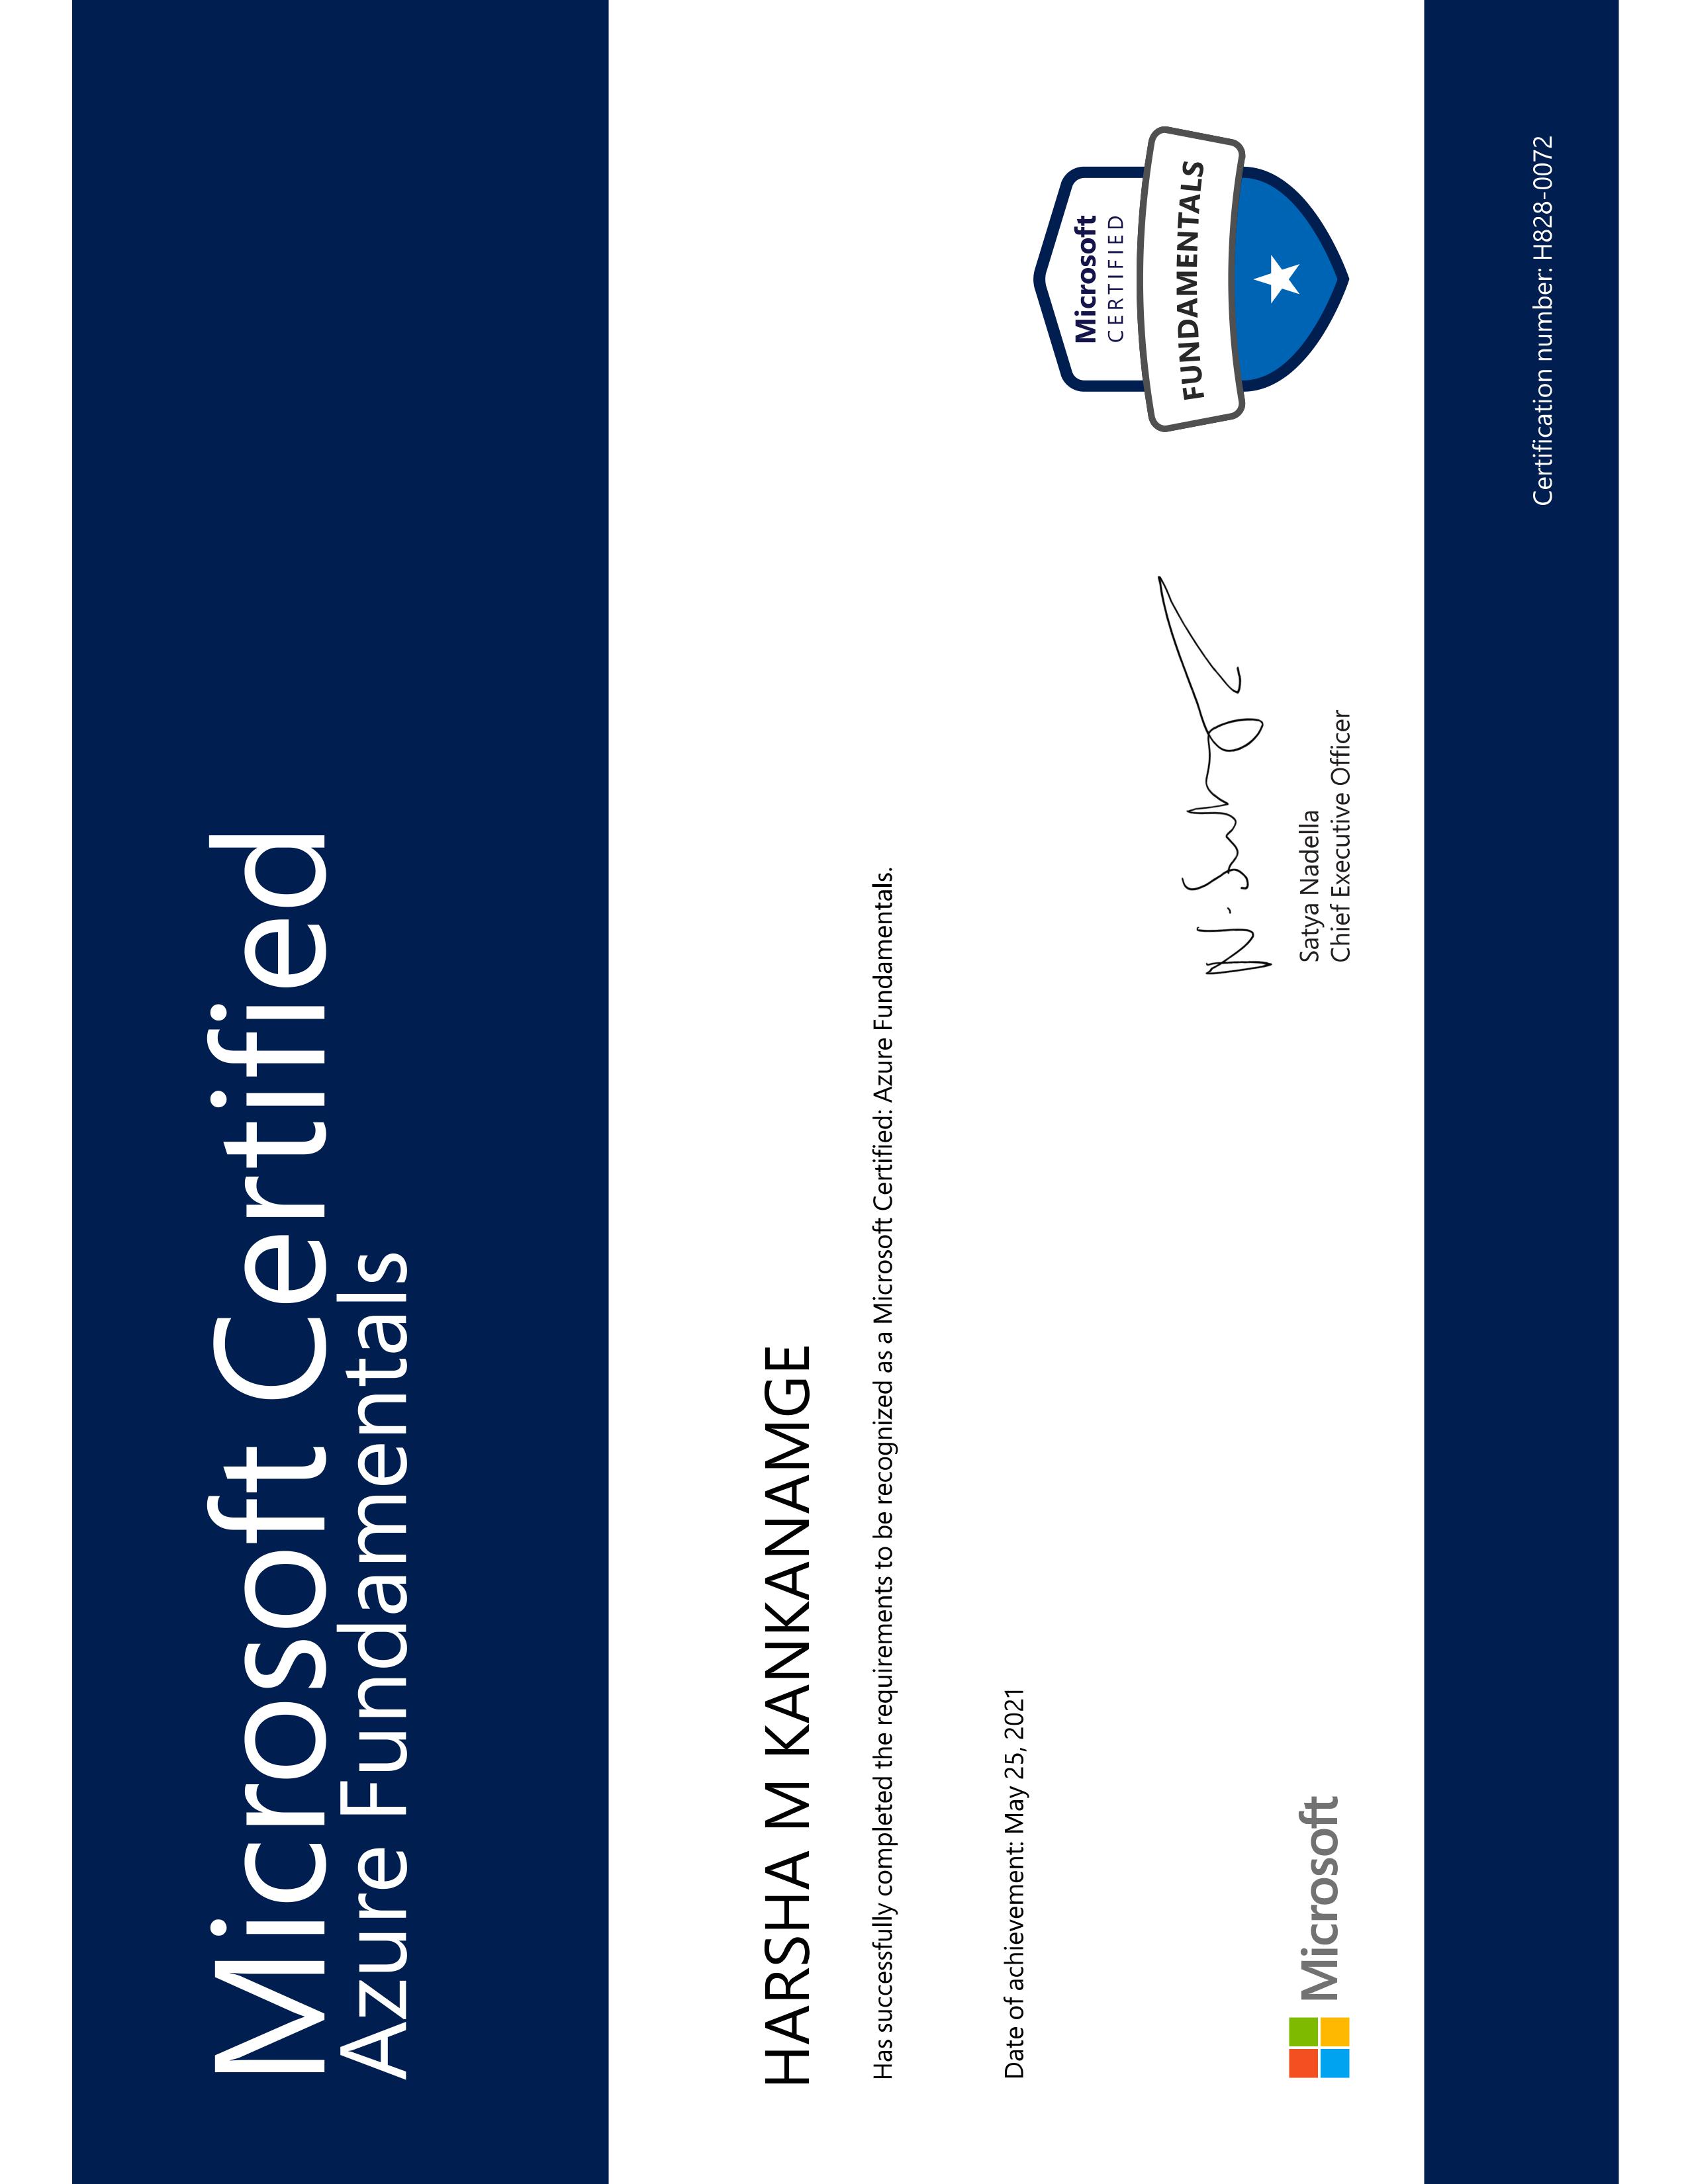 Microsoft Certified
Azure Fundamentals
HARSHA M KANKANAMGE
Has successfully completed the requirements to be recognized as a Microsoft Certified: Azure Fundamentals.
Date of achievement: May 25, 2021
Microsoft
CERTIFIED
FUNDAMENTALS
Microsoft
Satya Nadella
Chief Executive Officer
Certification number: H828-0072